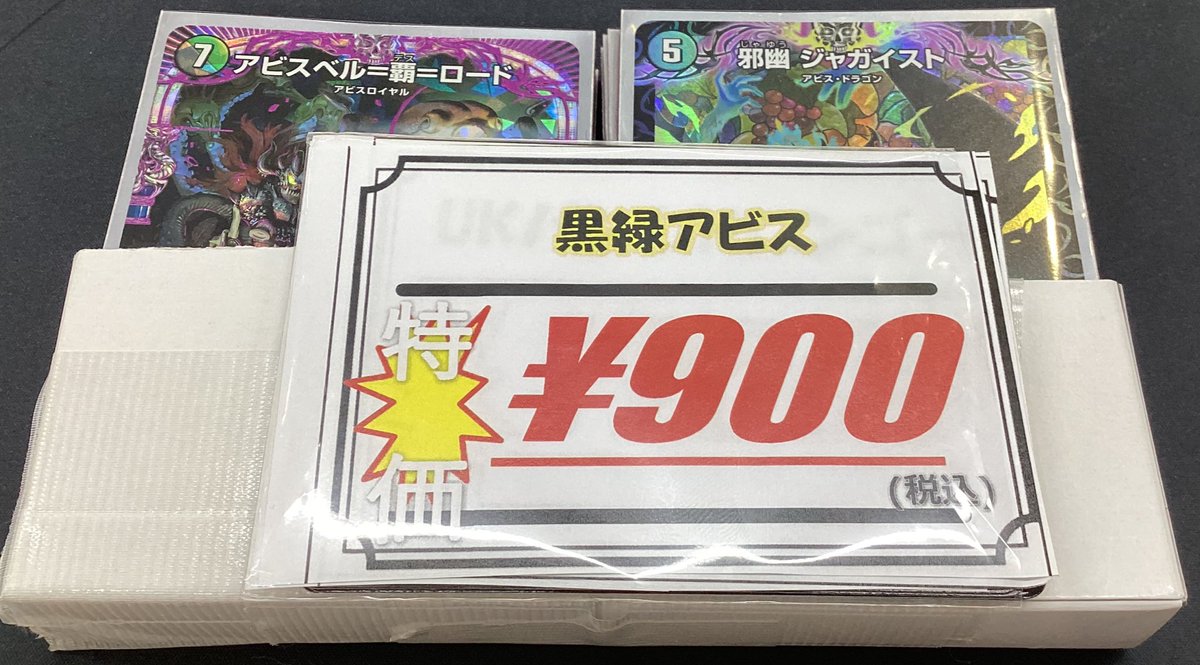 7
デス
アビスベル=覇=ロード
アビスロイヤル
5
じゃゆう
邪幽 ジャガイスト
アビス・ドラゴン
黒緑アビス
特価
¥900
(税込)